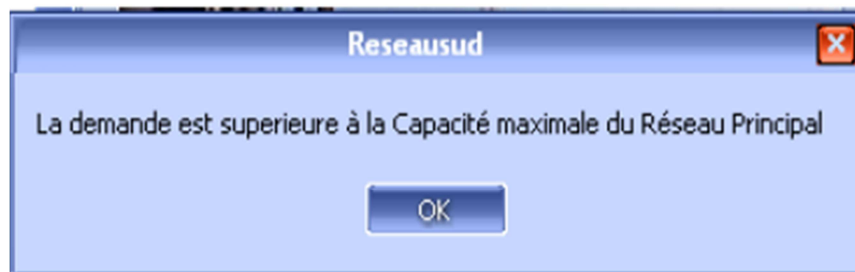 Reseausud
La demande est superieure à la Capacité maximale du Réseau Principal
OK